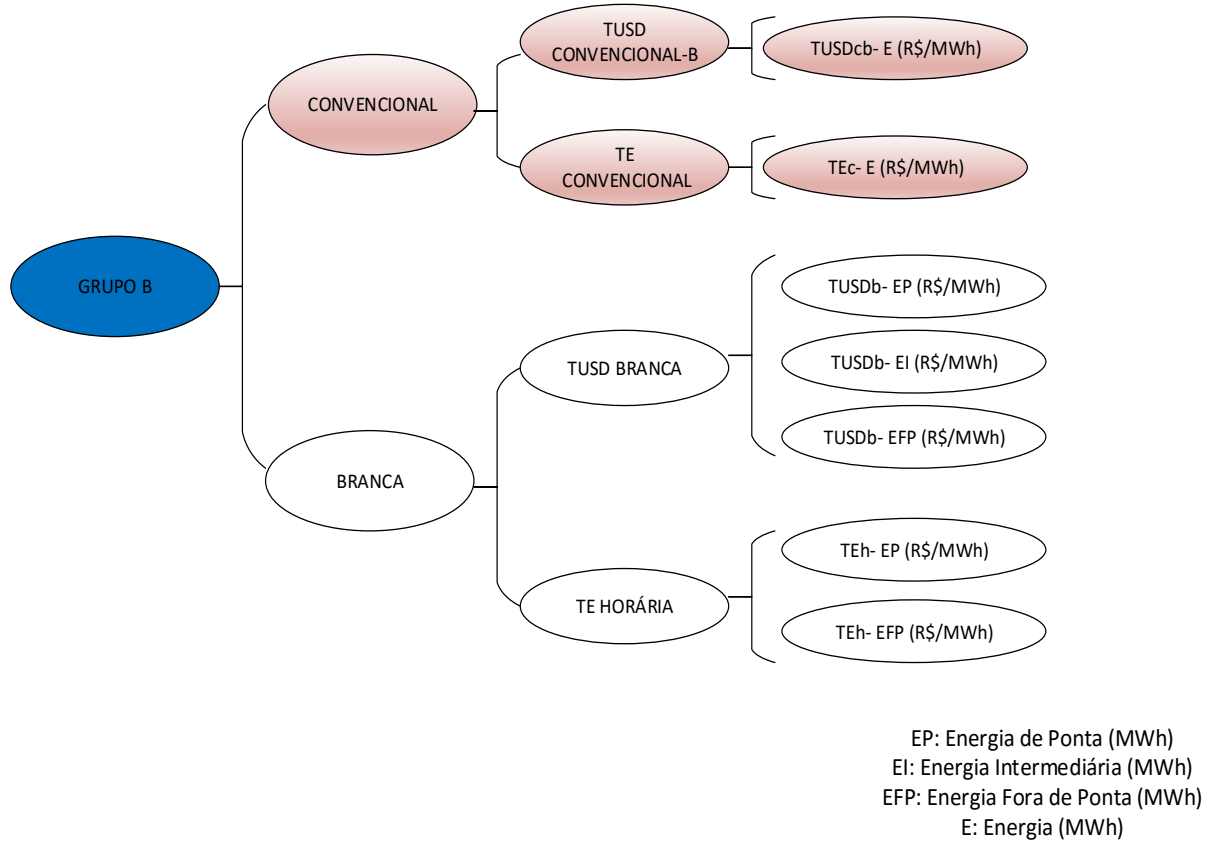 TUSD
CONVENCIONAL-B
TUSDcb- E (R$/MWh)
CONVENCIONAL
TE
CONVENCIONAL
TEc- E (R$/MWh)
GRUPO B
TUSDb- EP (R$/MWh)
TUSD BRANCA
TUSDb- EI (R$/MWh)
TUSDb- EFP (R$/MWh)
BRANCA
TEh- EP (R$/MWh)
TE HORÁRIA
TEh- EFP (R$/MWh)
EP: Energia de Ponta (MWh)
EI: Energia Intermediária (MWh)
EFP: Energia Fora de Ponta (MWh)
E: Energia (MWh)